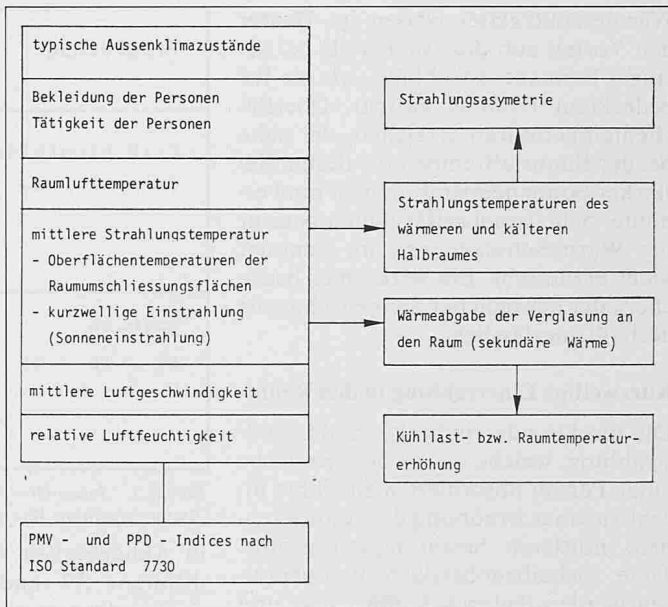 typische Aussenklimazustände
Bekleidung der Personen
Tätigkeit der Personen
Raumlufttemperatur
mittlere Strahlungstemperatur
- Oberflächentemperaturen der
Raumumschliessungsflächen
- kurzwellige Einstrahlung
(Sonneneinstrahlung)
mittlere Luftgeschwindigkeit
relative Luftfeuchtigkeit
PMV - und PPD - Indices nach
ISO Standard 7730
Strahlungsasymetrie
Strahlungstemperaturen des
wärmeren und kälteren
Halbraumes
Wärmeabgabe der Verglasung an
den Raum (sekundäre Wärme)
Kühllast- bzw. Raumtemperatur-
erhöhung